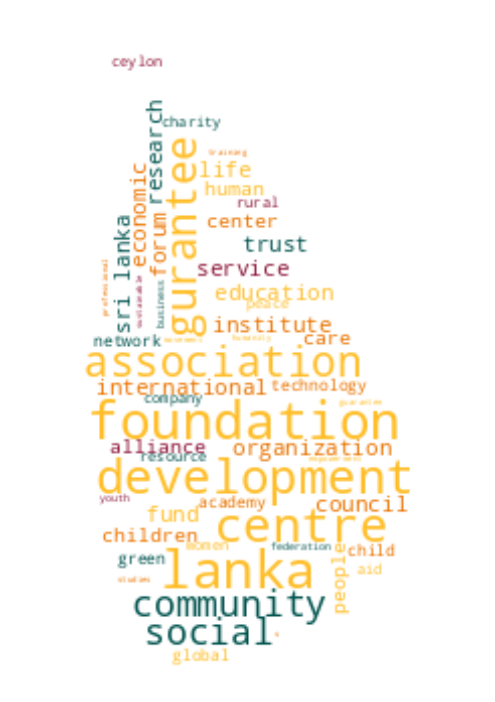 ceylon
research
charity
gurantee
training
life
economic
human
rural
forum
center
sri lanka
trust
service
professional
sustainable
business
education
peace
institute
network
care
humanity
association
international
technology
company
guarantee
foundation
alliance
organization
resource
development
youth
academy
council
fund
centre
children
women
federation
child
green
people
aid
lanka
studies
community
social
global